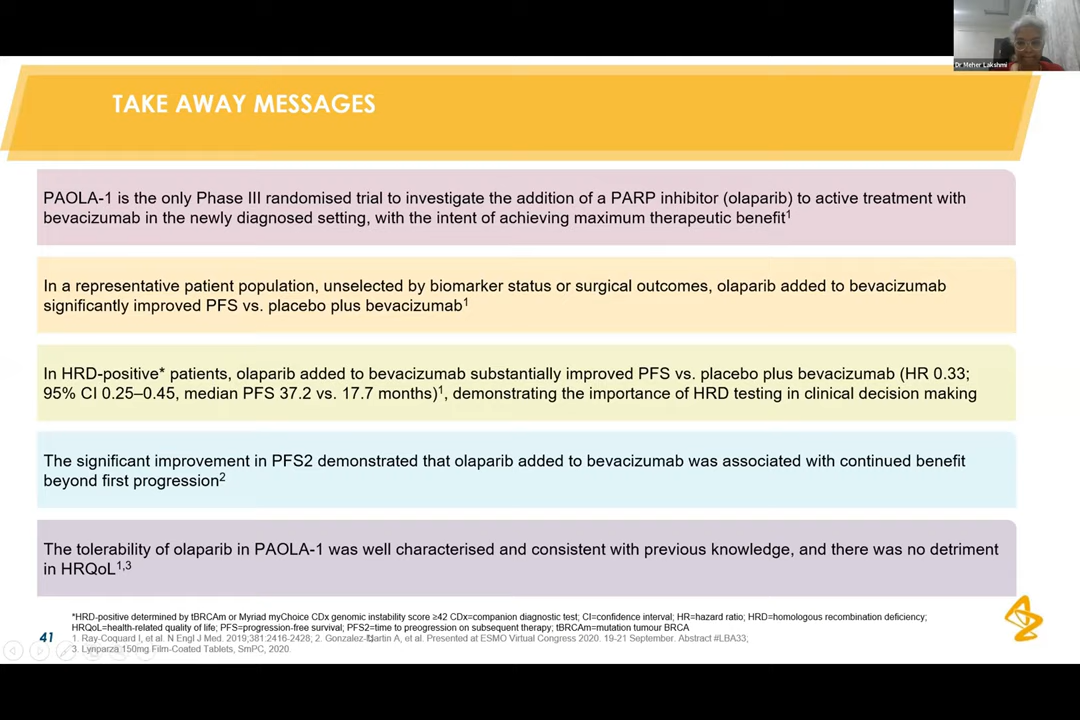 Dr Meher Lakshmi
TAKE AWAY MESSAGES
PAOLA-1 is the only Phase III randomised trial to investigate the addition of a PARP inhibitor (olaparib) to active treatment with
bevacizumab in the newly diagnosed setting, with the intent of achieving maximum therapeutic benefit1
In a representative patient population, unselected by biomarker status or surgical outcomes, olaparib added to bevacizumab
significantly improved PFS vs. placebo plus bevacizumab1
In HRD-positive* patients, olaparib added to bevacizumab substantially improved PFS vs. placebo plus bevacizumab (HR 0.33;
95% CI 0.25–0.45, median PFS 37.2 vs. 17.7 months)1, demonstrating the importance of HRD testing in clinical decision making
The significant improvement in PFS2 demonstrated that olaparib added to bevacizumab was associated with continued benefit
beyond first progression2
The tolerability of olaparib in PAOLA-1 was well characterised and consistent with previous knowledge, and there was no detriment
in HRQoL1,3
*HRD-positive determined by tBRCAm or Myriad myChoice CDx genomic instability score ≥42 CDx=companion diagnostic test; CI=confidence interval; HR=hazard ratio; HRD=homologous recombination deficiency;
HRQoL=health-related quality of life; PFS=progression-free survival; PFS2=time to preogression on subsequent therapy; tBRCAm=mutation tumour BRCA
1. Ray-Coquard I, et al. N Engl J Med. 2019;381:2416-2428; 2. Gonzalez-Martin A, et al. Presented at ESMO Virtual Congress 2020. 19-21 September. Abstract #LBA33;
3. Lynparza 150mg Film-Coated Tablets, SmPC, 2020.
41